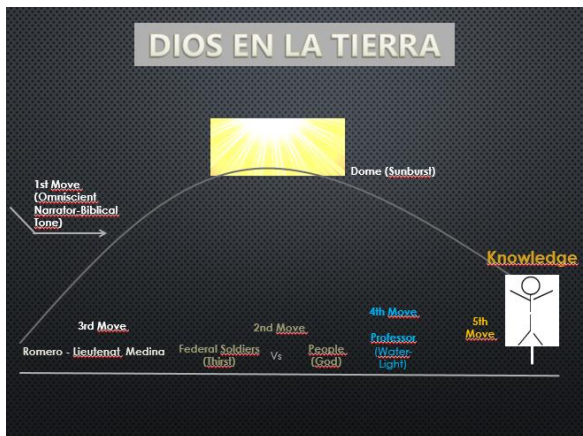 DIOS EN LA TIERRA
Dome (Sunburst)
1st Move
(Omniscient
Narrator-Biblical
Tone)
Knowledge
3rd Move
Romero - Lieutenat Medina
2nd Move
Federal Soldiers
(Thirst)
Vs
People
(God)
4th Move
Professor
(Water-
Light)
5th
Move